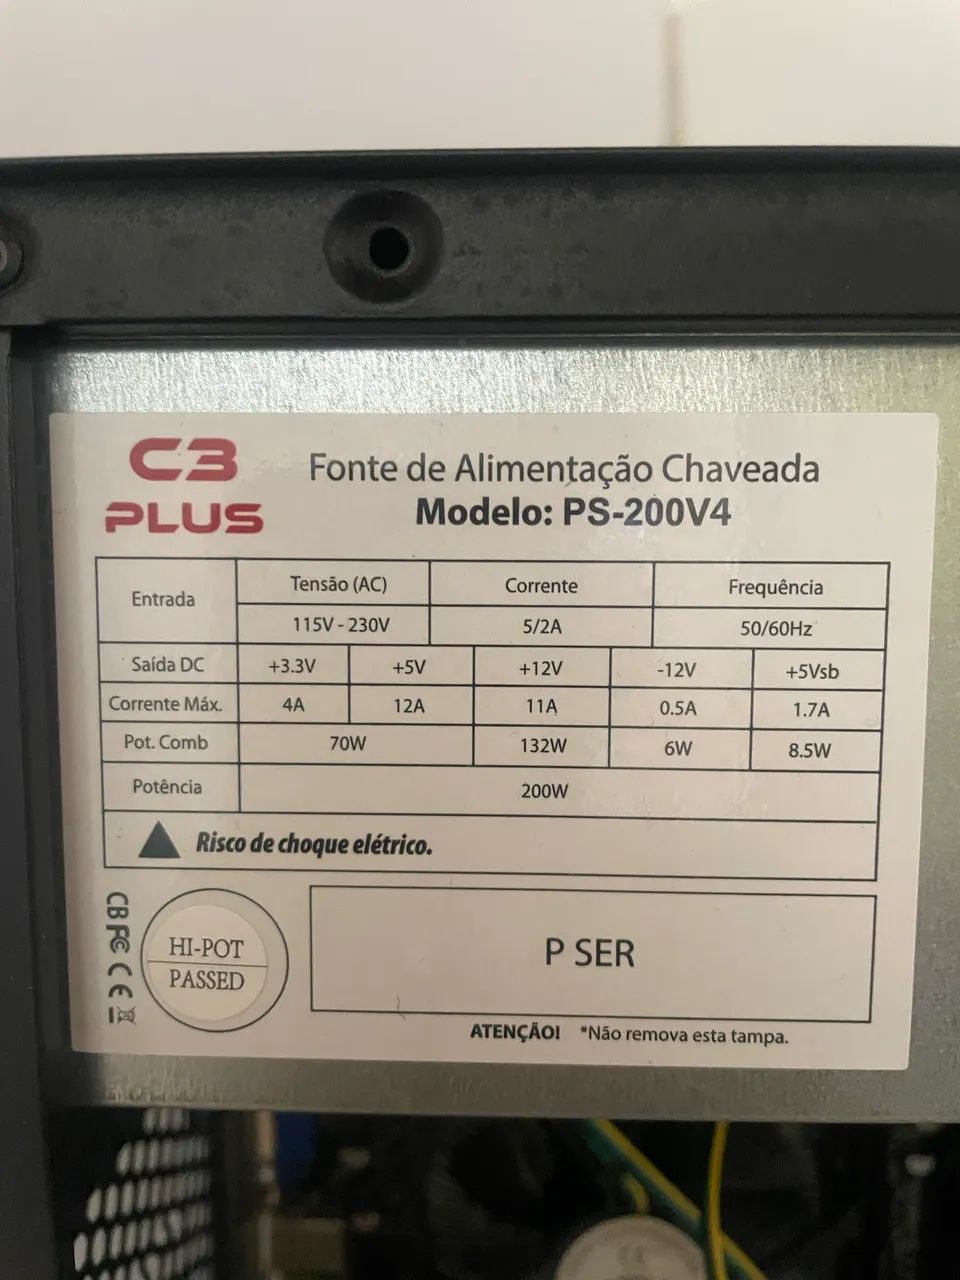 C3
PLUS
Fonte de Alimentação Chaveada
Modelo: PS-200V4
Entrada Tensão (AC) Corrente Frequência
115V - 230V 5/2A 50/60Hz
Saída DC +3.3V +5V +12V -12V +5Vsb
Corrente Máx. 4A 12A 11A 0.5A 1.7A
Pot. Comb 70W 132W 6W 8.5W
Potência 200W
Risco de choque elétrico.
CB FC CE
HI-POT
PASSED
P SER
ATENÇÃO! *Não remova esta tampa.